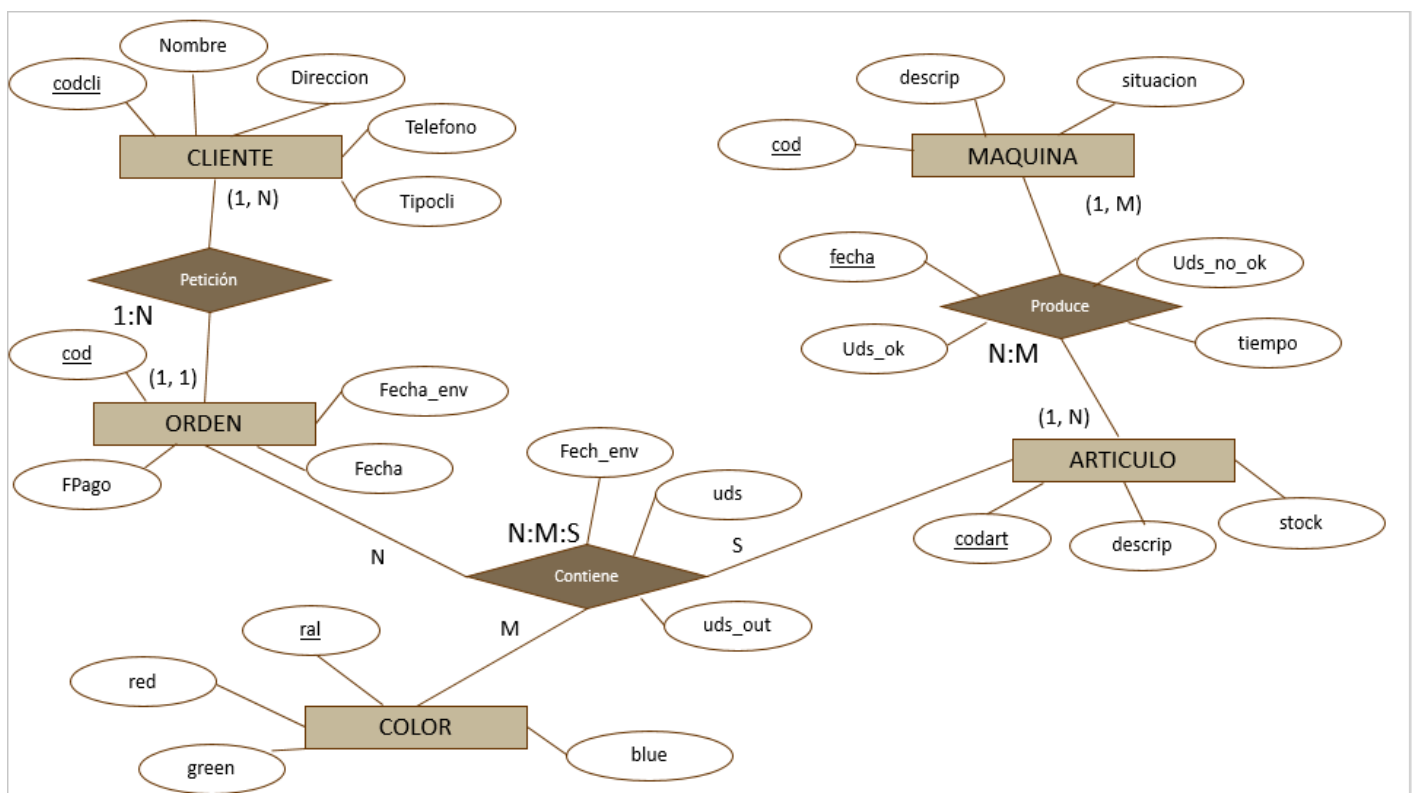 Nombre
codcli
Direccion
Telefono
CLIENTE
Tipocli
(1, N)
Petición
1:N
cod
(1, 1)
Fecha_env
ORDEN
FPago
Fecha
descrip
situacion
cod
MAQUINA
(1, M)
fecha
Uds_no_ok
Produce
Uds_ok
N:M
tiempo
(1, N)
ARTICULO
codart
descrip
stock
Fech_env
uds
N:M:S
N
S
Contiene
M
uds_out
ral
red
COLOR
green
blue